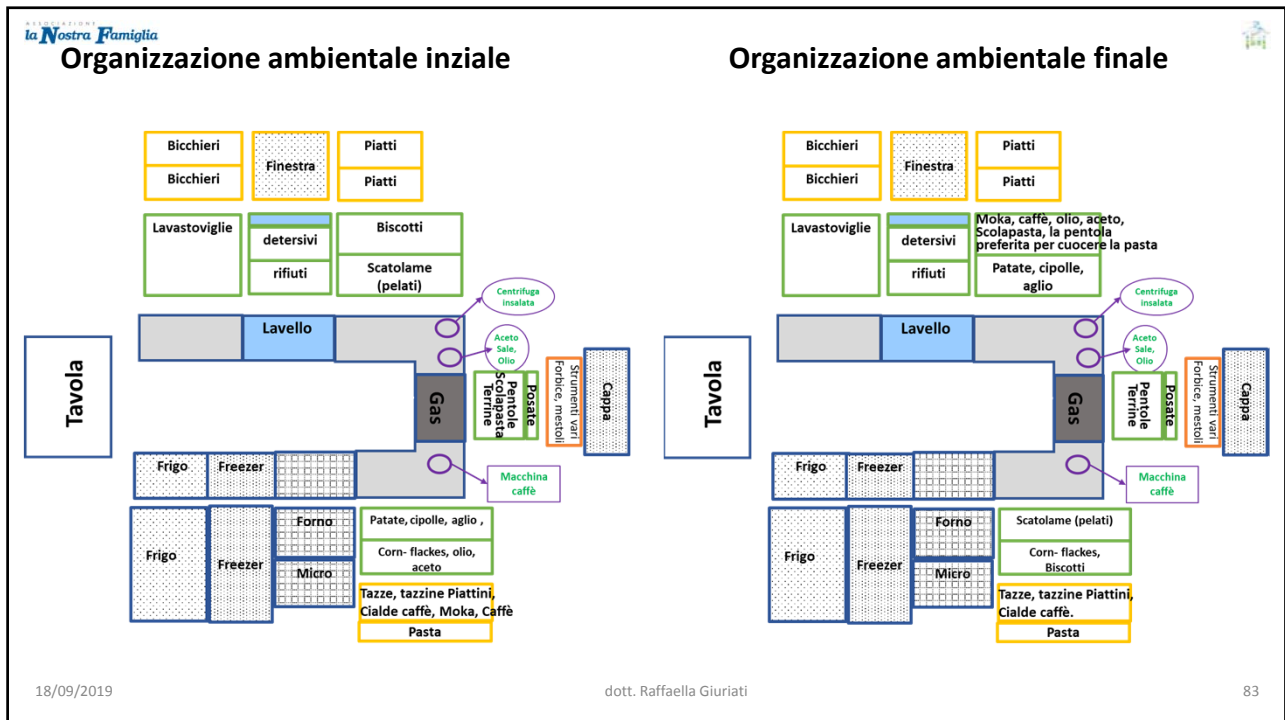 ASSOCIAZIONE
la Nostra Famiglia
Organizzazione ambientale inziale
Bicchieri
Bicchieri
Finestra
Piatti
Piatti
Lavastoviglie
detersivi
rifiuti
Biscotti
Scatolame
(pelati)
Centrifuga
insalata
Lavello
Aceto
Sale,
Olio
Tavola
Gas
Pentole
Scolapasta
Terrine
Posate
Strumenti vari
Forbice, mestoli
Cappa
Frigo
Freezer
Macchina
caffè
Frigo
Freezer
Forno
Micro
Patate, cipolle, aglio ,
Corn- flackes, olio,
aceto
Tazze, tazzine Piattini,
Cialde caffè, Moka, Caffè
Pasta
Organizzazione ambientale finale
Bicchieri
Bicchieri
Finestra
Piatti
Piatti
Lavastoviglie
detersivi
rifiuti
Moka, caffè, olio, aceto,
Scolapasta, la pentola
preferita per cuocere la pasta
Patate, cipolle,
aglio
Centrifuga
insalata
Lavello
Aceto
Sale,
Olio
Tavola
Gas
Pentole
Terrine
Posate
Strumenti vari
Forbice, mestoli
Cappa
Frigo
Freezer
Macchina
caffè
Frigo
Freezer
Forno
Micro
Scatolame (pelati)
Corn- flackes,
Biscotti
Tazze, tazzine Piattini,
Cialde caffè.
Pasta
18/09/2019
dott. Raffaella Giuriati
83